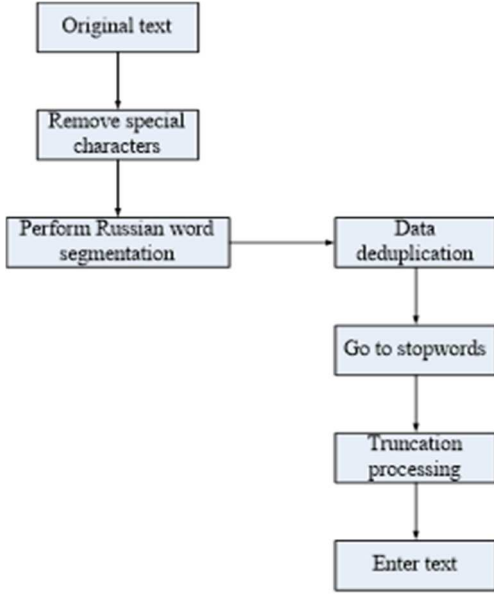 Original text
Remove special
characters
Perform Russian word
segmentation
Data
deduplication
Go to stopwords
Truncation
processing
Enter text